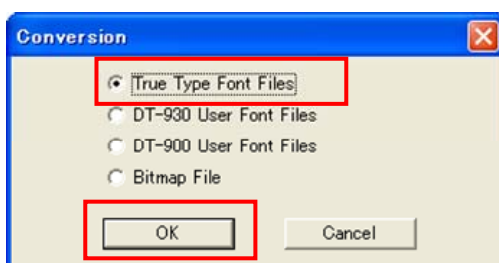 Conversion
True Type Font Files
DT-930 User Font Files
DT-900 User Font Files
Bitmap File
OK Cancel